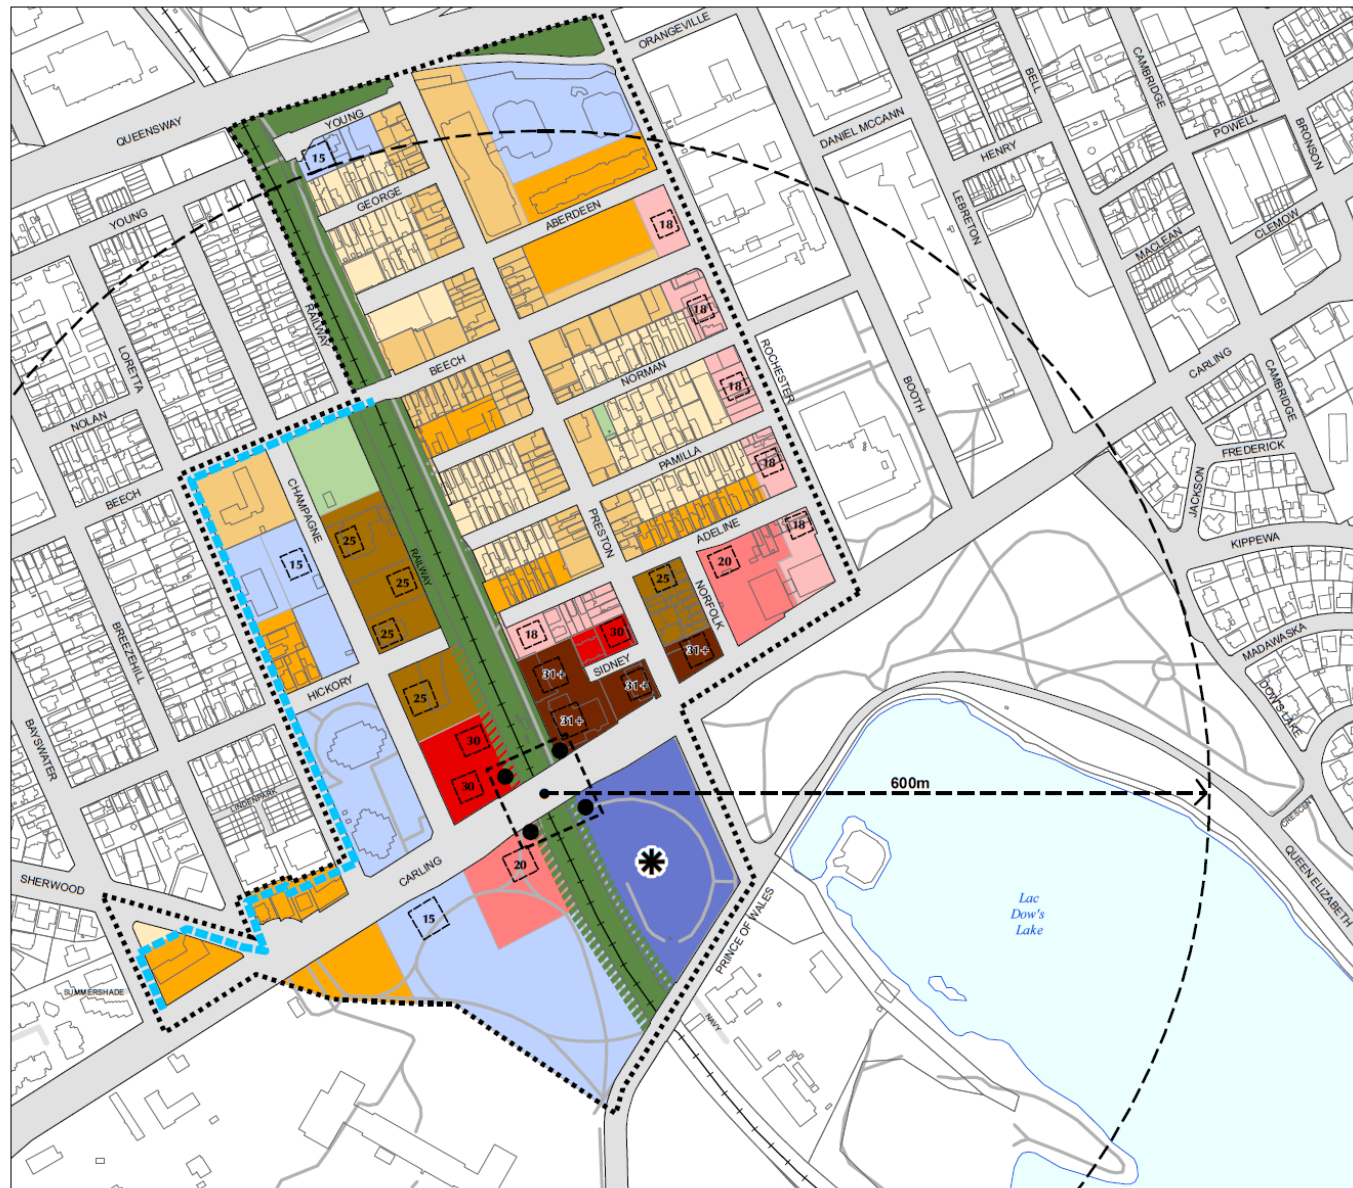 ORANGEVILLE
QUEENSWAY
YOUNG
15
BELL
CAMBRIDGE
DANIEL MCCANN
POWELL
BRONSON
HENRY
GEORGE
YOUNG
ABERDEEN
18
LEBRETON
MACLEAN
CLEMOW
RAILWAY
18
LORETTA
BEECH
NORMAN
ROCHESTER
18
BOOTH
CARLING
CAMBRIDGE
NOLAN
PAMILLA
18
FREDERICK
BEECH
CHAMPAGNE
JACKSON
PRESTON
ADELINE
18
KIPPEWA
25
15
RAILWAY
25
20
25
NORFOLK
BREEZEHILL
25
18
30
SIDNEY
31+
MADAWASKA
HICKORY
31+
31+
DOW'S LAKE
25
31+
BAYSWATER
30
30
600m
LINDENPARK
CRESCENT
SHERWOOD
CARLING
20
QUEEN ELIZABETH
15
Lac
Dow's
Lake
PRINCE OF WALES
SUMMERSHADE
NAVY